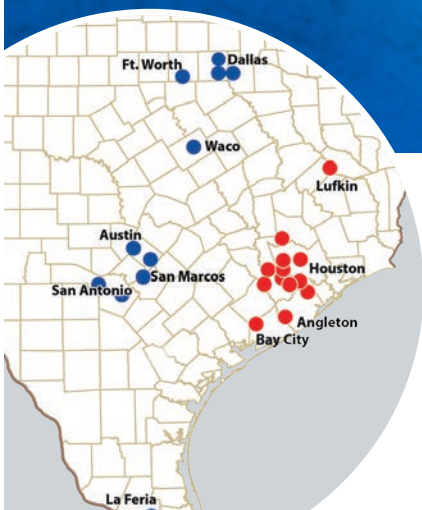 Ft. Worth
Dallas
Waco
Lufkin
Austin
San Marcos
Houston
San Antonio
Angleton
Bay City
La Feria